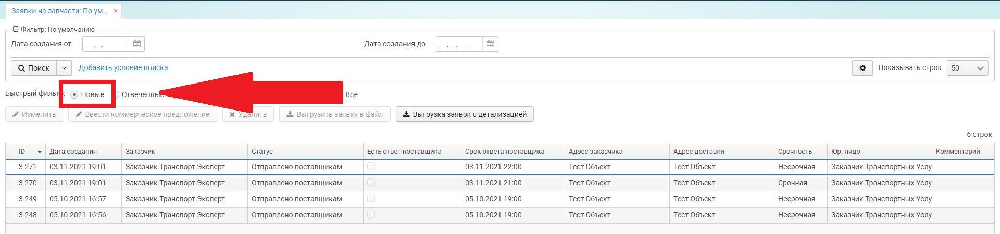 Заявки на запчасти: По ум... ×
Фильтр: По умолчанию
Дата создания от __.__.____ Дата создания до __.__.____
Поиск Добавить условие поиска Показывать строк 50
Быстрый фильтр: Новые Отвеченные Все
Изменить Ввести коммерческое предложение Удалить Выгрузить заявку в файл Выгрузка заявок с детализацией
6 строк
ID Дата создания Заказчик Статус Есть ответ поставщика Срок ответа поставщика Адрес заказчика Адрес доставки Срочность Юр. лицо Комментарий
3 271 03.11.2021 19:01 Заказчик Транспорт Эксперт Отправлено поставщикам 03.11.2021 22:00 Тест Объект Тест Объект Несрочная Заказчик Транспортных Услу
3 270 03.11.2021 19:01 Заказчик Транспорт Эксперт Отправлено поставщикам 03.11.2021 21:00 Тест Объект Тест Объект Срочная Заказчик Транспортных Услу
3 249 05.10.2021 16:57 Заказчик Транспорт Эксперт Отправлено поставщикам 05.10.2021 19:00 Тест Объект Тест Объект Несрочная Заказчик Транспортных Услу
3 248 05.10.2021 16:56 Заказчик Транспорт Эксперт Отправлено поставщикам 05.10.2021 19:00 Тест Объект Тест Объект Несрочная Заказчик Транспортных Услу